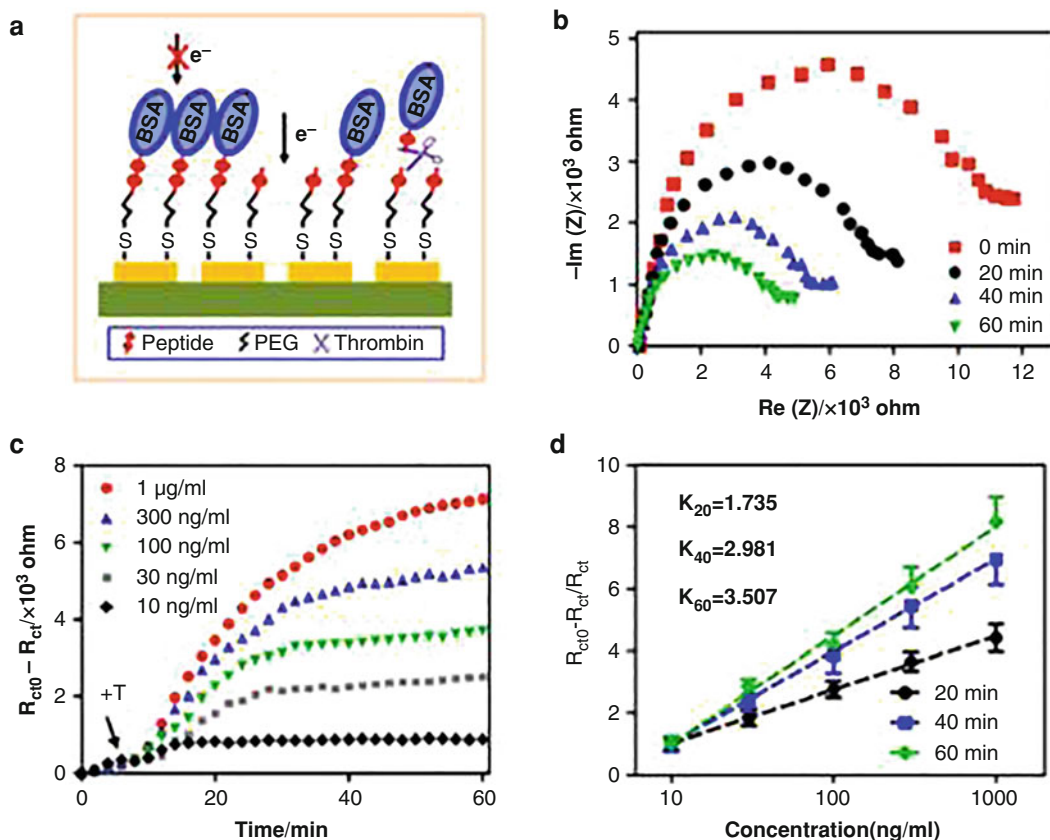 a
e⁻
BSA BSA BSA BSA BSA
e⁻
S S S S S S S S
Peptide PEG Thrombin
b
5
4
3
2
1
0
–Im (Z)/×10³ ohm
0 min
20 min
40 min
60 min
0 2 4 6 8 10 12
Re (Z)/×10³ ohm
c
8
6
4
2
0
Rct0 – Rct/×10³ ohm
1 µg/ml
300 ng/ml
100 ng/ml
30 ng/ml
10 ng/ml
+T
0 20 40 60
Time/min
d
10
8
6
4
2
0
Rct0-Rct/Rct
K20=1.735
K40=2.981
K60=3.507
20 min
40 min
60 min
10 100 1000
Concentration(ng/ml)